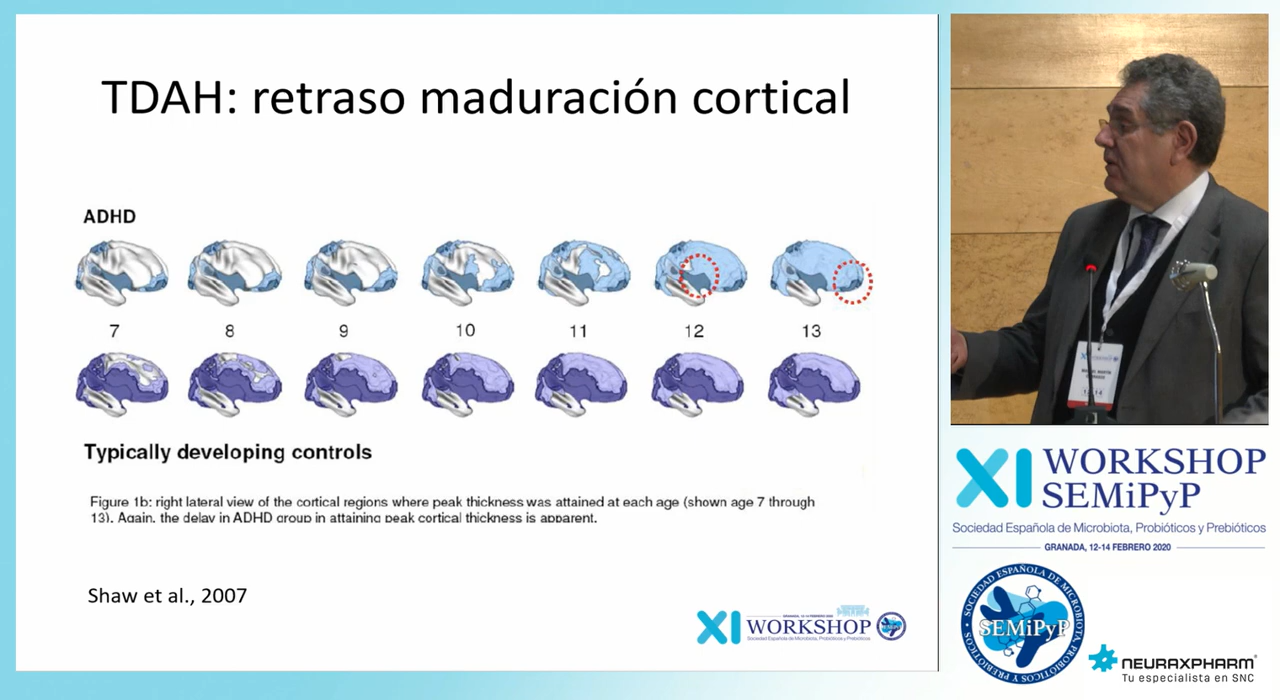 TDAH: retraso maduración cortical
ADHD
7 8 9 10 11 12 13
Typically developing controls
Figure 1b: right lateral view of the cortical regions where peak thickness was attained at each age (shown age 7 through
13). Again, the delay in ADHD group in attaining peak cortical thickness is apparent.
Shaw et al., 2007
XI WORKSHOP
Sociedad Española de Microbiota, Probióticos y Prebióticos
XI WORKSHOP
SEMiPyP
Sociedad Española de Microbiota, Probióticos y Prebióticos
GRANADA, 12-14 FEBRERO 2020
SOCIEDAD ESPAÑOLA DE MICROBIOTA PROBIÓTICOS Y PREBIÓTICOS
SEMiPyP
NEURAXPHARM
Tu especialista en SNC